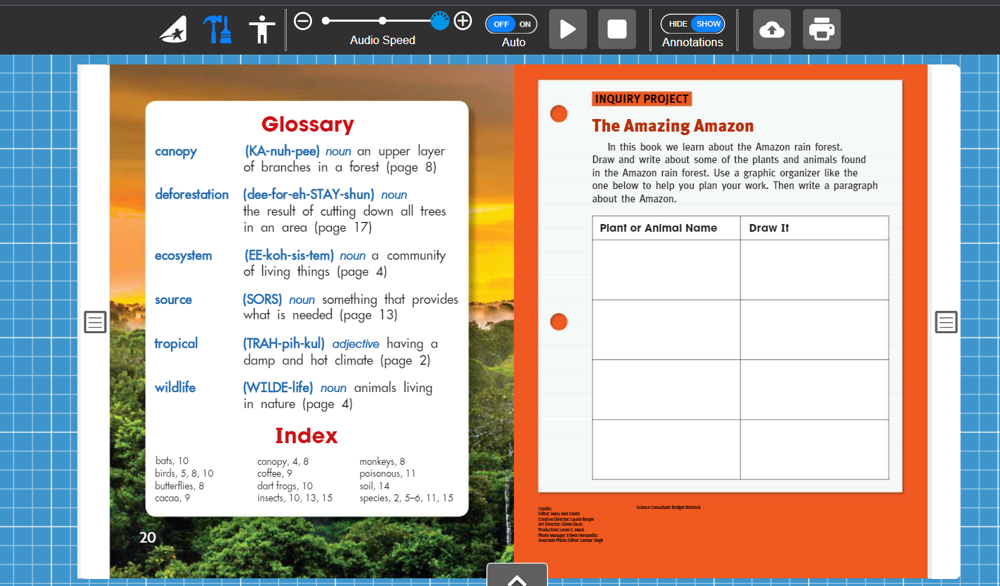 Audio Speed
OFF ON
Auto
HIDE SHOW
Annotations
Glossary
canopy (KA-nuh-pee) noun an upper layer
of branches in a forest (page 8)
deforestation (dee-for-eh-STAY-shun) noun
the result of cutting down all trees
in an area (page 17)
ecosystem (EE-koh-sis-tem) noun a community
of living things (page 4)
source (SORS) noun something that provides
what is needed (page 13)
tropical (TRAH-pih-kul) adjective having a
damp and hot climate (page 2)
wildlife (WILDE-life) noun animals living
in nature (page 4)
Index
bats, 10
birds, 5, 8, 10
butterflies, 8
cacao, 9
canopy, 4, 8
coffee, 9
dart frogs, 10
insects, 10, 13, 15
monkeys, 8
poisonous, 11
soil, 14
species, 2, 5–6, 11, 15
20
INQUIRY PROJECT
The Amazing Amazon
In this book we learn about the Amazon rain forest.
Draw and write about some of the plants and animals found
in the Amazon rain forest. Use a graphic organizer like the
one below to help you plan your work. Then write a paragraph
about the Amazon.
Plant or Animal Name Draw It
Credits:
Editor: Mary Ann Gioeli
Creative Director: Laurie Berger
Art Director: Glenn Davis
Production: Loren E. Mack
Photo Manager: Edwin Hernandez
Associate Photo Editor: Larmar Singh
Science Consultant: Bridget Binstock